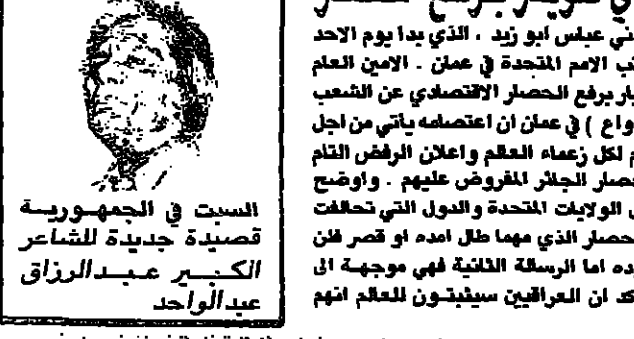 ني عباس ابو زيد ، الذي بدا يوم الاحد
تب الامم المتحدة في عمان . الامين العام
برفع الحصار الاقتصادي عن الشعب
واع ) في عمان ان اعتصامه ياتي من اجل
م لكل زعماء العالم واعلان الرفض التام
حصار الجائر المفروض عليهم . واوضح
الولايات المتحدة والدول التي تحالفت
حصار الذي مهما طال امده او قصر فلن
ده اما الرسالة الثانية فهي موجهة الى
كد ان العراقيين سيثبتون للعالم انهم
السبت في الجمهورية
قصيدة جديدة للشاعر
الكبير عبدالرزاق
عبدالواحد